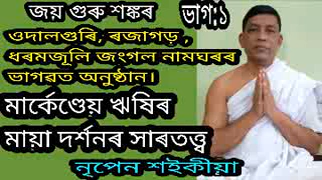 জয় গুৰু শঙ্কৰ
ভাগ:১
ওদালগুৰি, ৰজাগড় ,
ধৰমজুলি জংগল নামঘৰৰ
ভাগৱত অনুষ্ঠান।
মাৰ্কেণ্ডেয় ঋষিৰ
মায়া দৰ্শনৰ সাৰতত্ত্ব
নৃপেন শইকীয়া